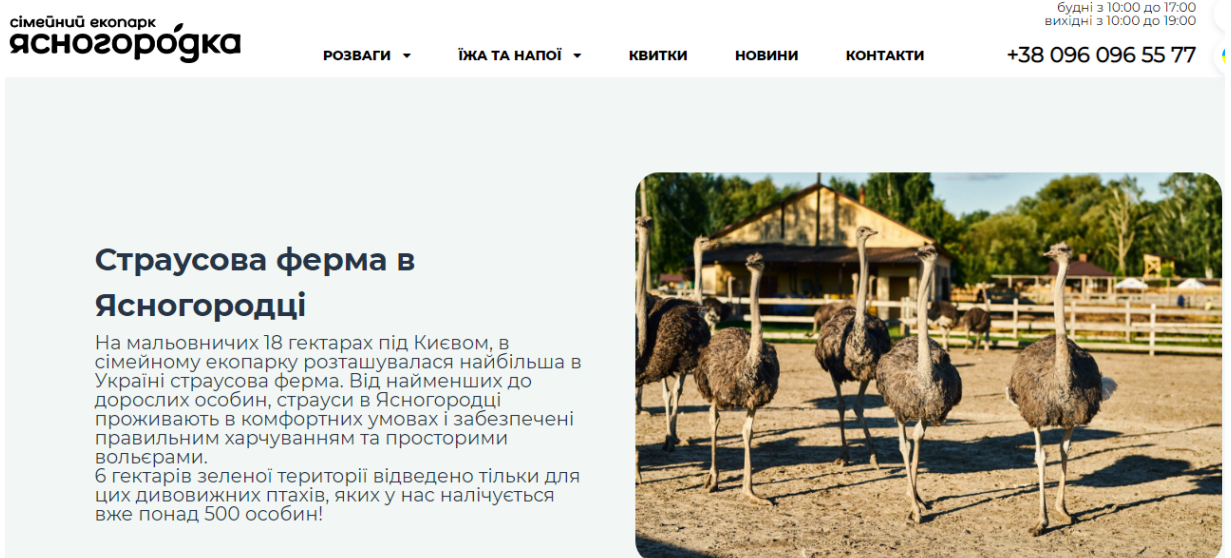 сімейний екопарк
ясногородка
будні з 10:00 до 17:00
вихідні з 10:00 до 19:00
РОЗВАГИ
ЇЖА ТА НАПОЇ
КВИТКИ
НОВИНИ
КОНТАКТИ
+38 096 096 55 77
Страусова ферма в
Ясногородці
На мальовничих 18 гектарах під Києвом, в
сімейному екопарку розташувалася найбільша в
Україні страусова ферма. Від найменших до
дорослих особин, страуси в Ясногородці
проживають в комфортних умовах і забезпечені
правильним харчуванням та просторими
вольєрами.
6 гектарів зеленої території відведено тільки для
цих дивовижних птахів, яких у нас налічується
вже понад 500 особин!